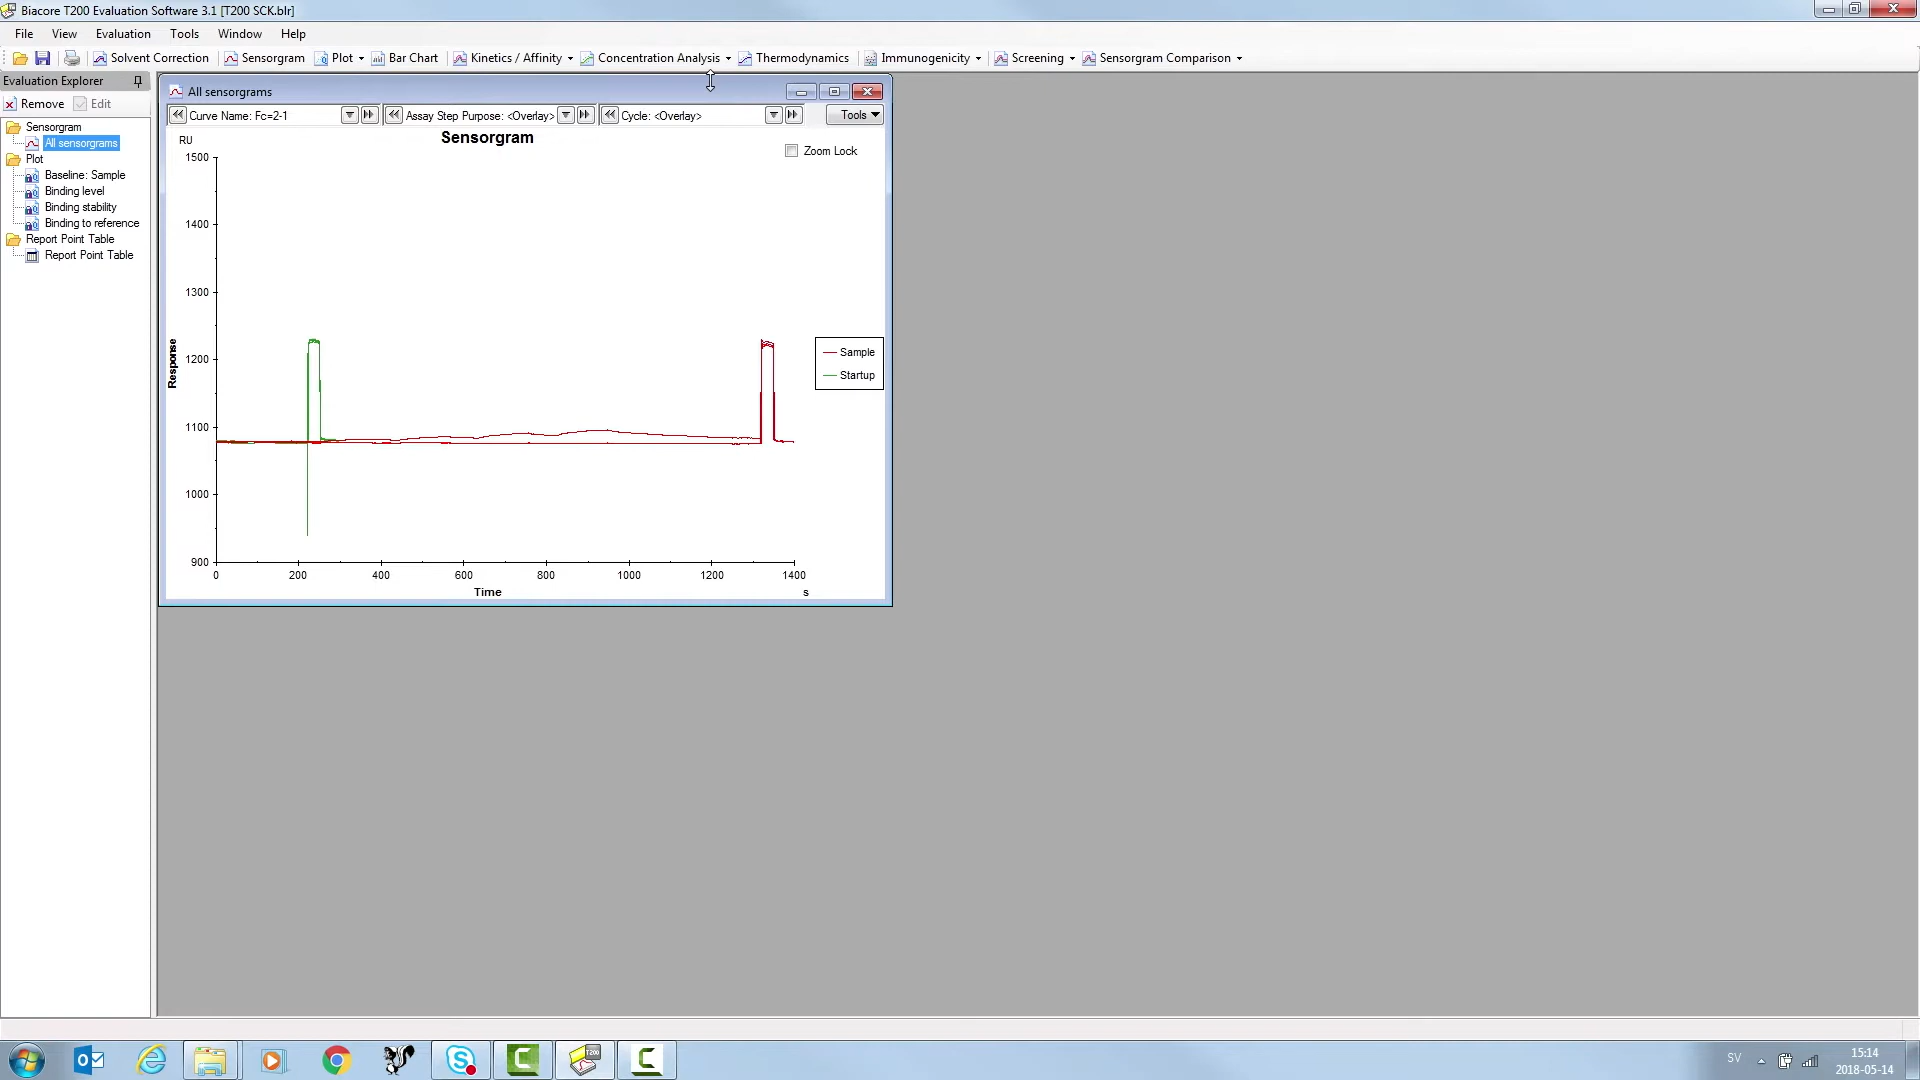 Biacore T200 Evaluation Software 3.1 [T200 SCK.blr]
File View Evaluation Tools Window Help
Solvent Correction Sensorgram Plot Bar Chart Kinetics / Affinity Concentration Analysis Thermodynamics Immunogenicity Screening Sensorgram Comparison
Evaluation Explorer
Remove Edit
Sensorgram
All sensorgrams
Plot
Baseline: Sample
Binding level
Binding stability
Binding to reference
Report Point Table
Report Point Table
All sensorgrams
Curve Name: Fc=2-1 Assay Step Purpose: <Overlay> Cycle: <Overlay> Tools
Sensorgram
RU
Zoom Lock
1500
1400
1300
1200
1100
1000
900
Response
Sample
Startup
0 200 400 600 800 1000 1200 1400
Time s
T200
SV
15:14
2018-05-14